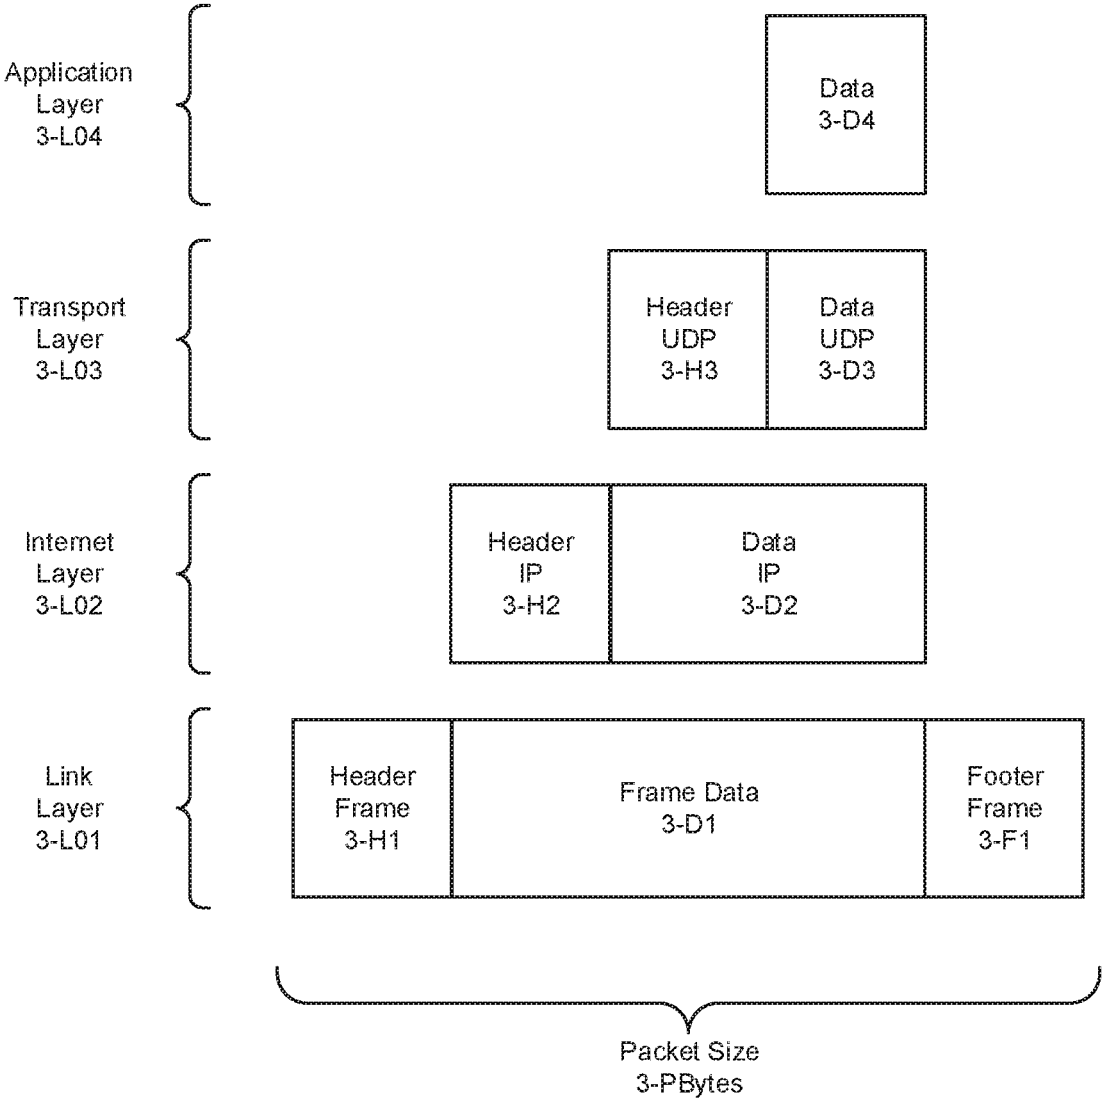 Application
Layer
3-L04
Data
3-D4
Transport
Layer
3-L03
Header
UDP
3-H3
Data
UDP
3-D3
Internet
Layer
3-L02
Header
IP
3-H2
Data
IP
3-D2
Link
Layer
3-L01
Header
Frame
3-H1
Frame Data
3-D1
Footer
Frame
3-F1
Packet Size
3-PBytes